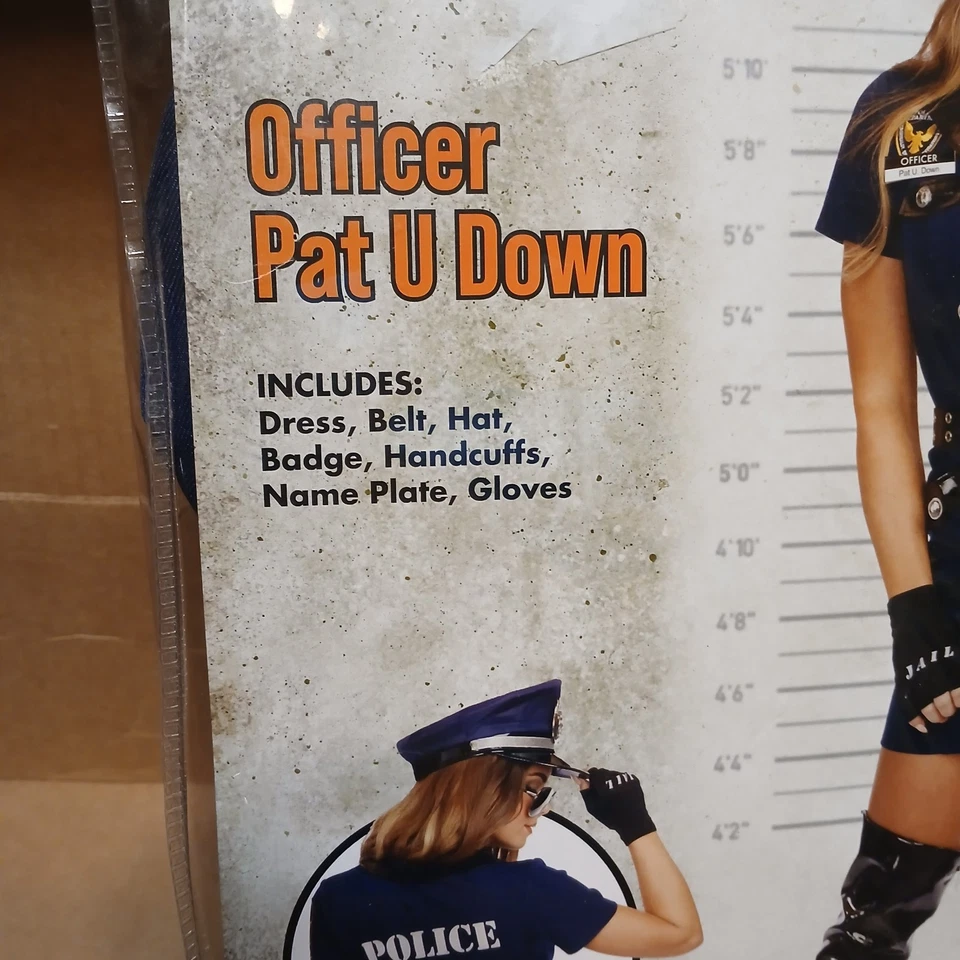 Officer
Pat U Down
INCLUDES:
Dress, Belt, Hat,
Badge, Handcuffs,
Name Plate, Gloves
5'10"
5'8"
5'6"
5'4"
5'2"
5'0"
4'10"
4'8"
4'6"
4'4"
4'2"
OFFICER
Pat U. Down
JAIL
POLICE